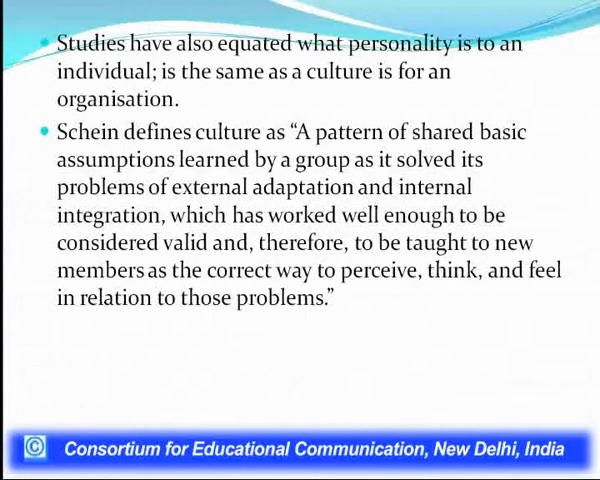 Studies have also equated what personality is to an
individual; is the same as a culture is for an
organisation.
Schein defines culture as “A pattern of shared basic
assumptions learned by a group as it solved its
problems of external adaptation and internal
integration, which has worked well enough to be
considered valid and, therefore, to be taught to new
members as the correct way to perceive, think, and feel
in relation to those problems.”
© Consortium for Educational Communication, New Delhi, India